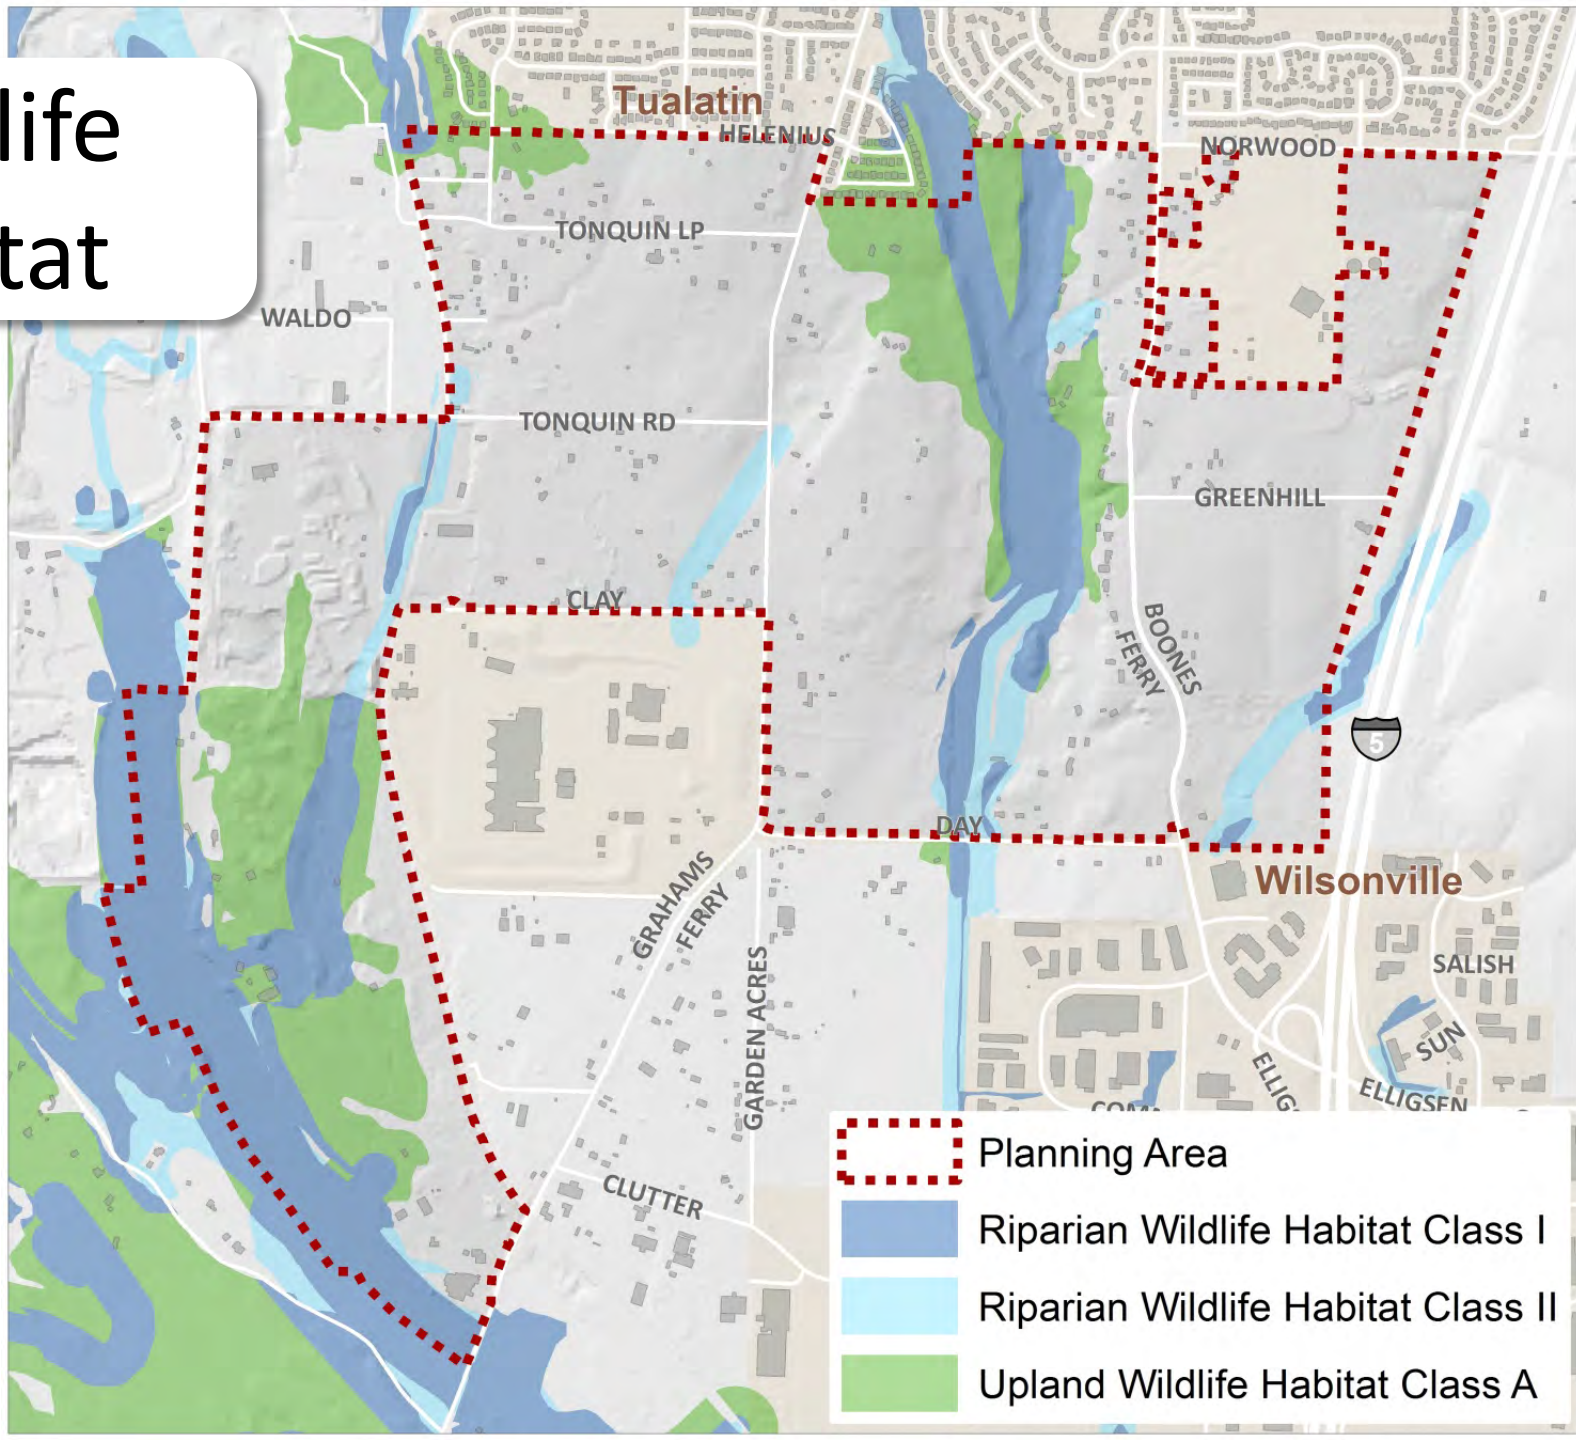 life
tat
Tualatin
HELENIUS
NORWOOD
TONQUIN LP
WALDO
TONQUIN RD
GREENHILL
CLAY
BOONES
FERRY
5
DAY
Wilsonville
GRAHAMS
FERRY
GARDEN ACRES
SALISH
SUN
ELLIGSEN
CLUTTER
Planning Area
Riparian Wildlife Habitat Class I
Riparian Wildlife Habitat Class II
Upland Wildlife Habitat Class A